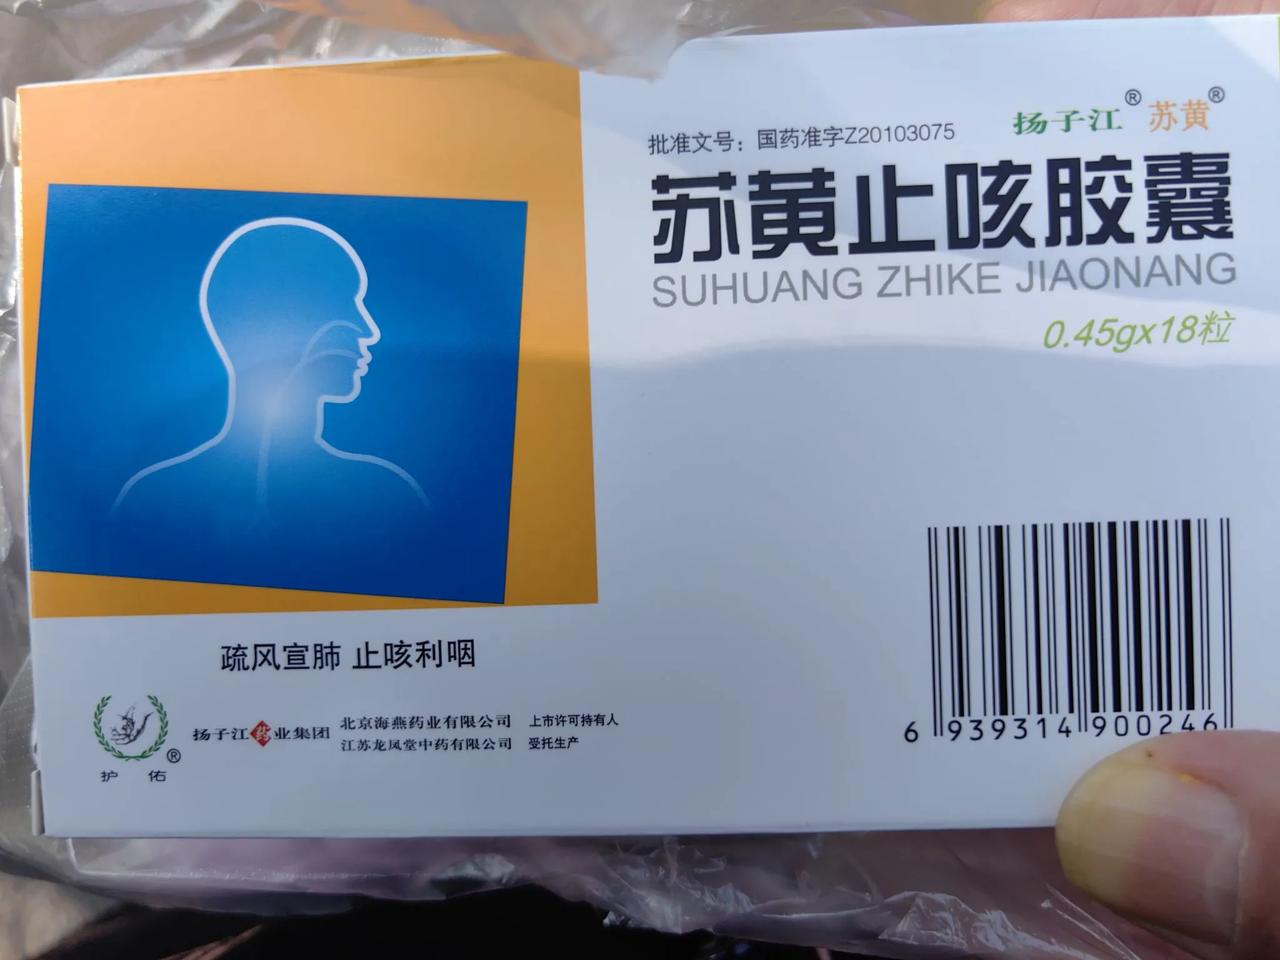 批准文号：国药准字Z20103075
扬子江® 苏黄®
苏黄止咳胶囊
SUHUANG ZHIKE JIAONANG
0.45gx18粒
疏风宣肺 止咳利咽
护佑®
扬子江药业集团
北京海燕药业有限公司 上市许可持有人
江苏龙凤堂中药有限公司 受托生产
6 939314 900246